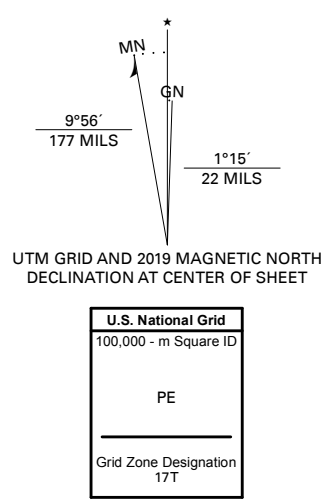 MN
GN
9°56´
177 MILS
1°15´
22 MILS
UTM GRID AND 2019 MAGNETIC NORTH
DECLINATION AT CENTER OF SHEET
U.S. National Grid
100,000 - m Square ID
PE
Grid Zone Designation
17T